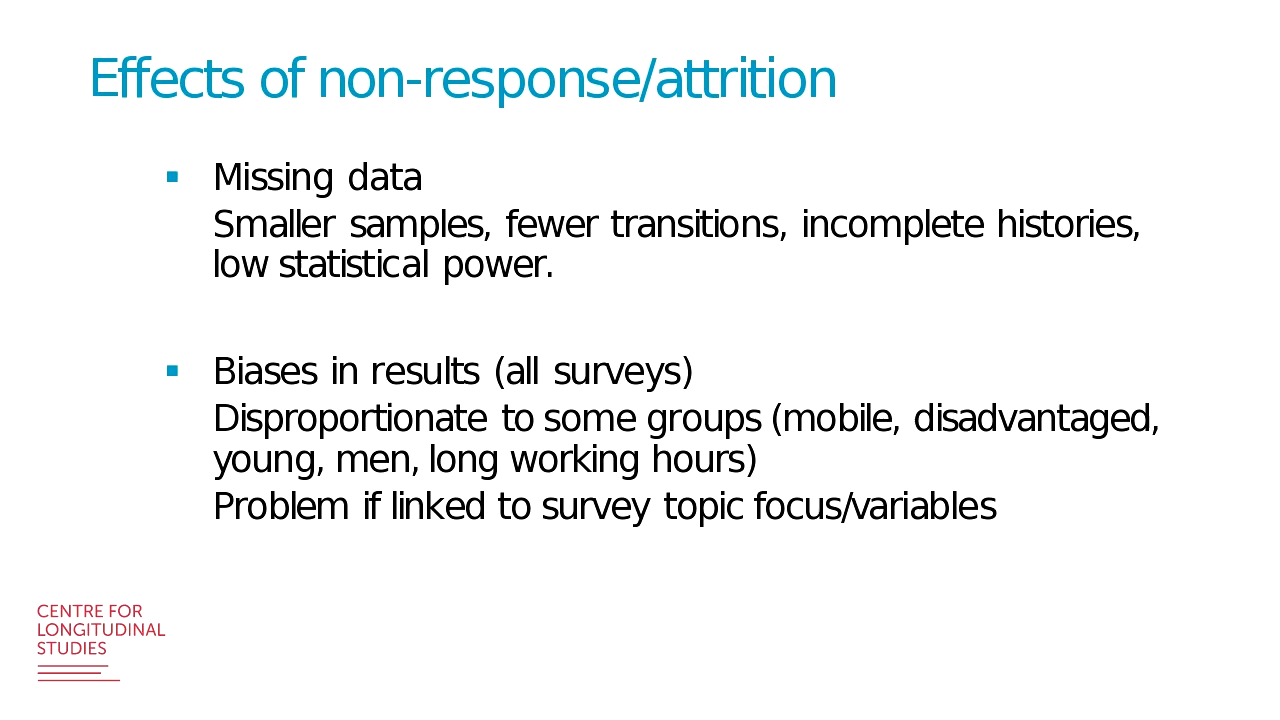 Effects of non-response/attrition
▪ Missing data
Smaller samples, fewer transitions, incomplete histories,
low statistical power.
▪ Biases in results (all surveys)
Disproportionate to some groups (mobile, disadvantaged,
young, men, long working hours)
Problem if linked to survey topic focus/variables
CENTRE FOR
LONGITUDINAL
STUDIES